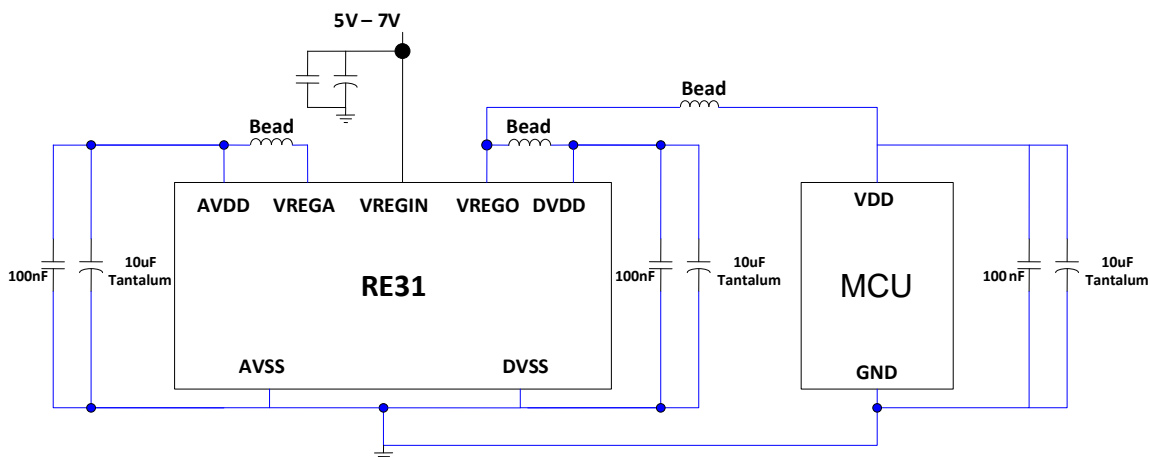 5V – 7V
Bead
Bead
Bead
AVDD VREGA VREGIN VREGO DVDD
VDD
100nF
10uF
Tantalum
RE31
100nF
10uF
Tantalum
MCU
100nF
10uF
Tantalum
AVSS DVSS
GND